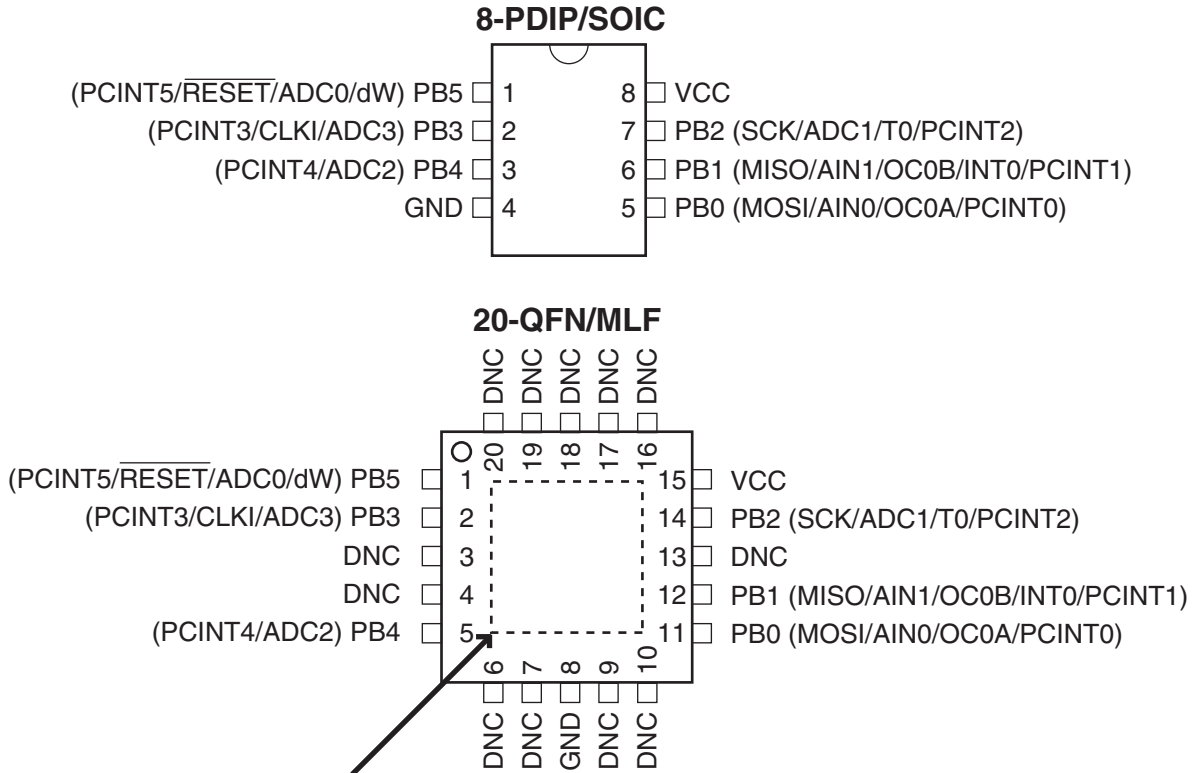 8-PDIP/SOIC
(PCINT5/RESET/ADC0/dW) PB5 1 8 VCC
(PCINT3/CLKI/ADC3) PB3 2 7 PB2 (SCK/ADC1/T0/PCINT2)
(PCINT4/ADC2) PB4 3 6 PB1 (MISO/AIN1/OC0B/INT0/PCINT1)
GND 4 5 PB0 (MOSI/AIN0/OC0A/PCINT0)
20-QFN/MLF
DNC DNC DNC DNC DNC
20 19 18 17 16
(PCINT5/RESET/ADC0/dW) PB5 1 15 VCC
(PCINT3/CLKI/ADC3) PB3 2 14 PB2 (SCK/ADC1/T0/PCINT2)
DNC 3 13 DNC
DNC 4 12 PB1 (MISO/AIN1/OC0B/INT0/PCINT1)
(PCINT4/ADC2) PB4 5 11 PB0 (MOSI/AIN0/OC0A/PCINT0)
6 7 8 9 10
DNC DNC GND DNC DNC